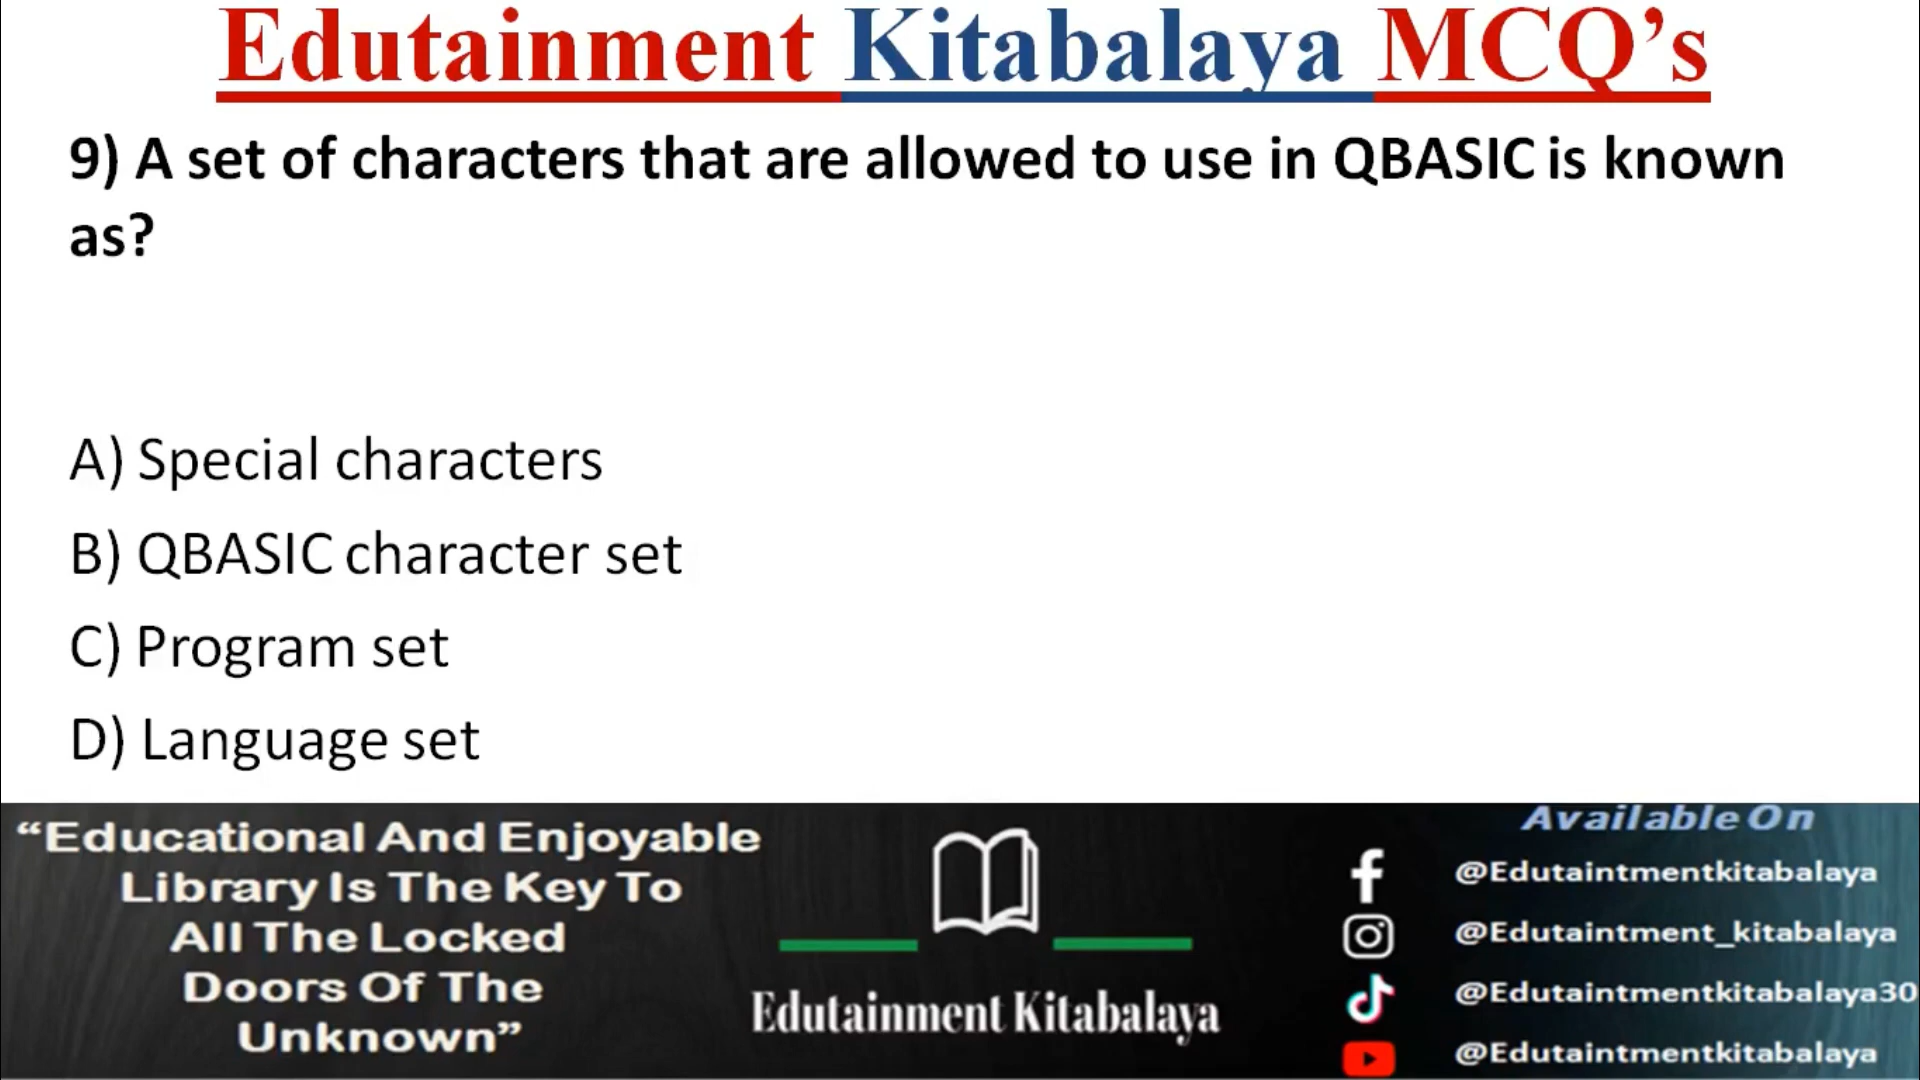 Edutainment Kitabalaya MCQ’s
9) A set of characters that are allowed to use in QBASIC is known
as?
A) Special characters
B) QBASIC character set
C) Program set
D) Language set
“Educational And Enjoyable
Library Is The Key To
All The Locked
Doors Of The
Unknown”
Edutainment Kitabalaya
Available On
@Edutaintmentkitabalaya
@Edutaintment_kitabalaya
@Edutaintmentkitabalaya30
@Edutaintmentkitabalaya